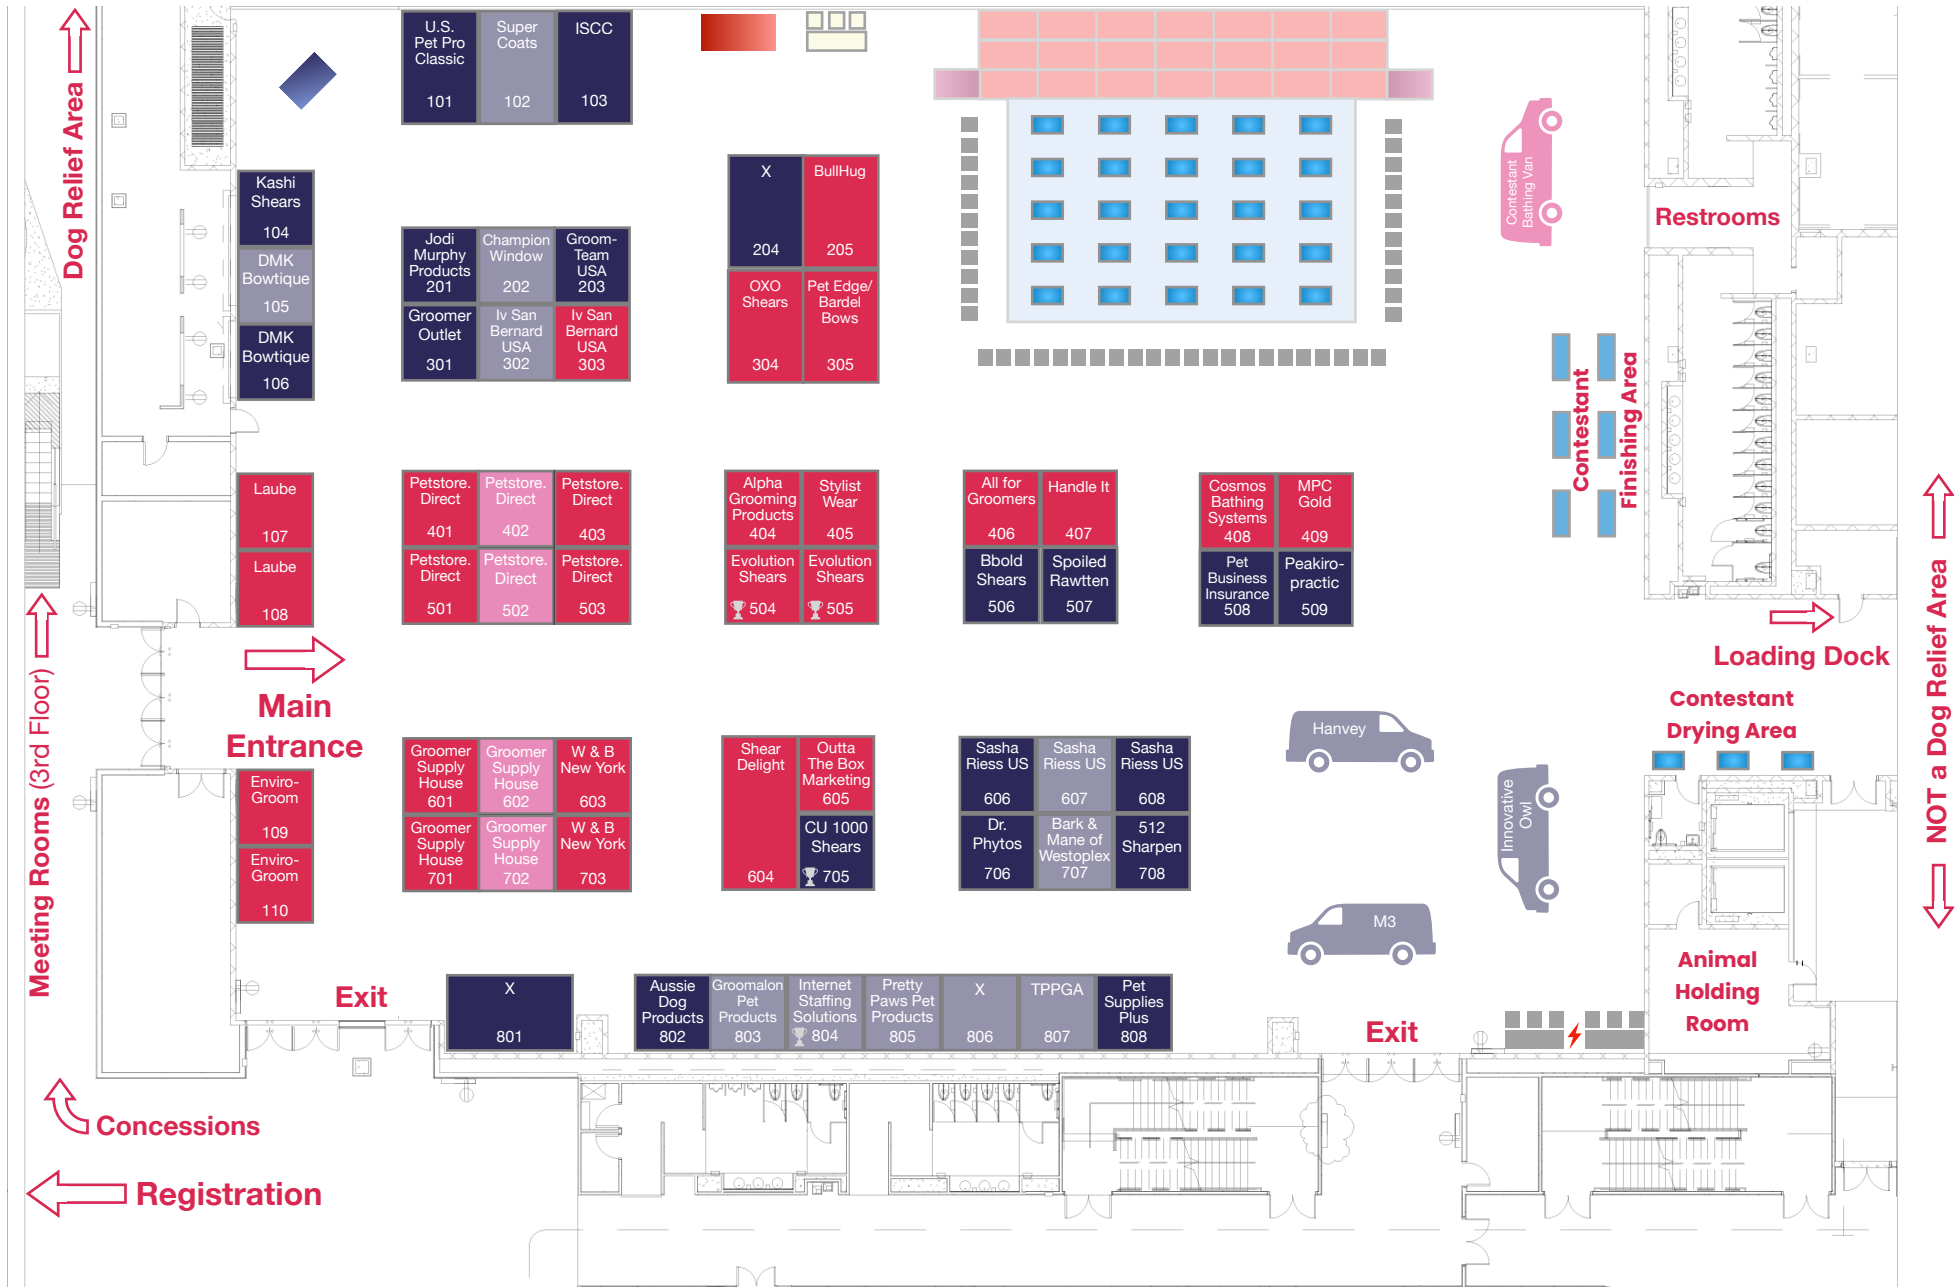 Dog Relief Area
U.S.
Pet Pro
Classic
101
Super
Coats
102
ISCC
103
Kashi
Shears
104
DMK
Bowtique
105
DMK
Bowtique
106
Jodi
Murphy
Products
201
Champion
Window
202
Groom-
Team
USA
203
Groomer
Outlet
301
Iv San
Bernard
USA
302
Iv San
Bernard
USA
303
X
204
BullHug
205
OXO
Shears
304
Pet Edge/
Bardel
Bows
305
Contestant
Bathing Van
Restrooms
Contestant
Finishing Area
Laube
107
Laube
108
Petstore.
Direct
401
Petstore.
Direct
402
Petstore.
Direct
403
Petstore.
Direct
501
Petstore.
Direct
502
Petstore.
Direct
503
Alpha
Grooming
Products
404
Stylist
Wear
405
Evolution
Shears
504
Evolution
Shears
505
All for
Groomers
406
Handle It
407
Bbold
Shears
506
Spoiled
Rawtten
507
Cosmos
Bathing
Systems
408
MPC
Gold
409
Pet
Business
Insurance
508
Peakiro-
practic
509
Loading Dock
NOT a Dog Relief Area
Meeting Rooms (3rd Floor)
Main
Entrance
Contestant
Drying Area
Enviro-
Groom
109
Enviro-
Groom
110
Groomer
Supply
House
601
Groomer
Supply
House
602
W & B
New York
603
Groomer
Supply
House
701
Groomer
Supply
House
702
W & B
New York
703
Shear
Delight
604
Outta
The Box
Marketing
605
CU 1000
Shears
705
Sasha
Riess US
606
Sasha
Riess US
607
Sasha
Riess US
608
Dr.
Phytos
706
Bark &
Mane of
Westoplex
707
512
Sharpen
708
Hanvey
Innovative
Owl
M3
Animal
Holding
Room
Exit
X
801
Aussie
Dog
Products
802
Groomalon
Pet
Products
803
Internet
Staffing
Solutions
804
Pretty
Paws Pet
Products
805
X
806
TPPGA
807
Pet
Supplies
Plus
808
Exit
Concessions
Registration